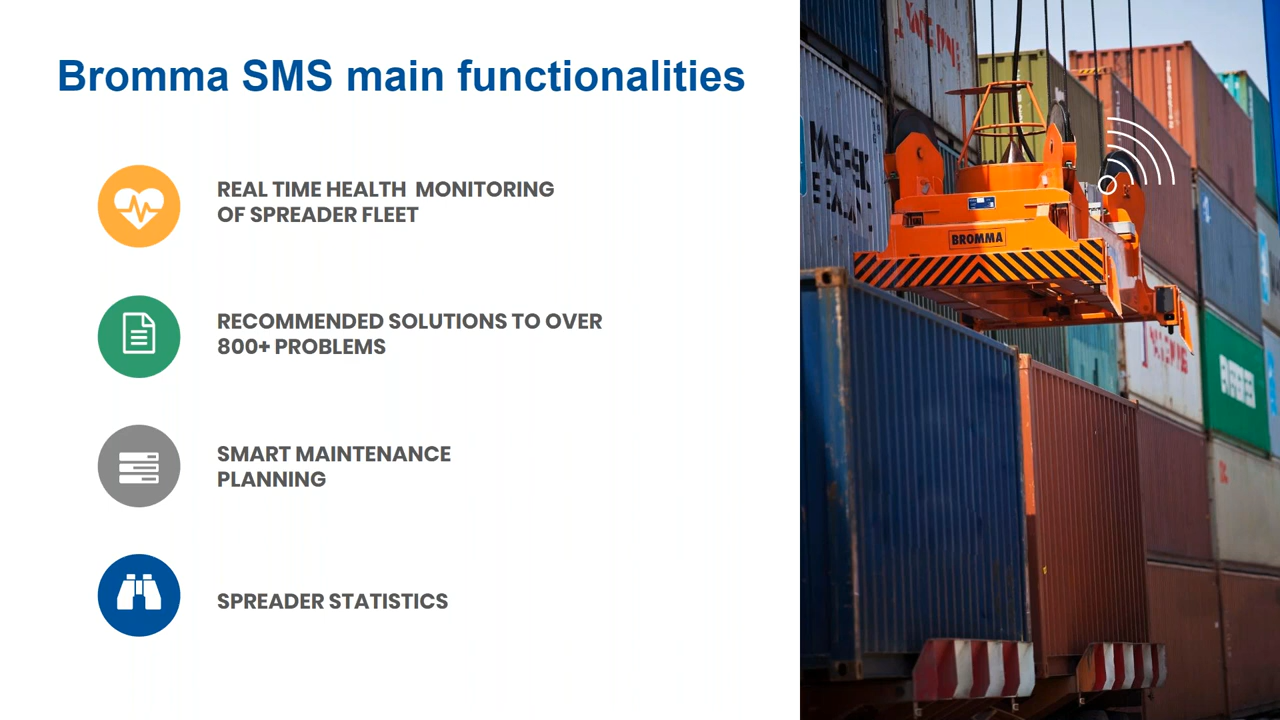 Bromma SMS main functionalities
REAL TIME HEALTH MONITORING
OF SPREADER FLEET
RECOMMENDED SOLUTIONS TO OVER
800+ PROBLEMS
SMART MAINTENANCE
PLANNING
SPREADER STATISTICS
BROMMA